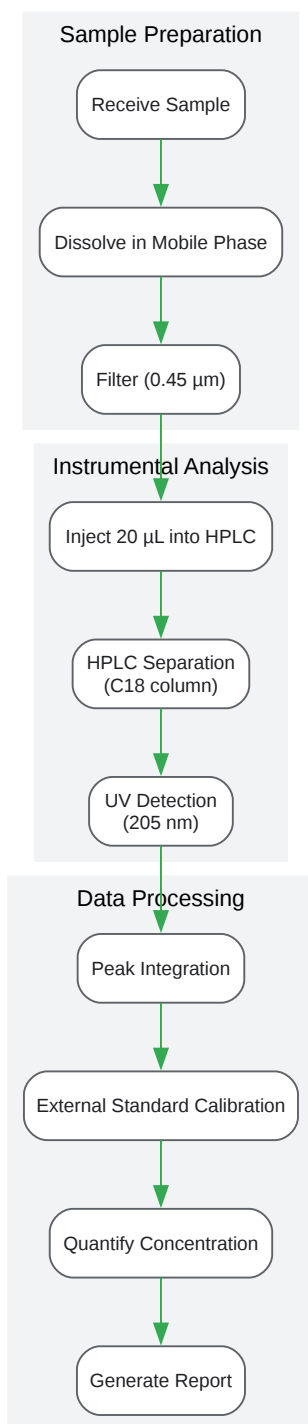 Sample Preparation
Receive Sample
Dissolve in Mobile Phase
Filter (0.45 µm)
Instrumental Analysis
Inject 20 µL into HPLC
HPLC Separation
(C18 column)
UV Detection
(205 nm)
Data Processing
Peak Integration
External Standard Calibration
Quantify Concentration
Generate Report